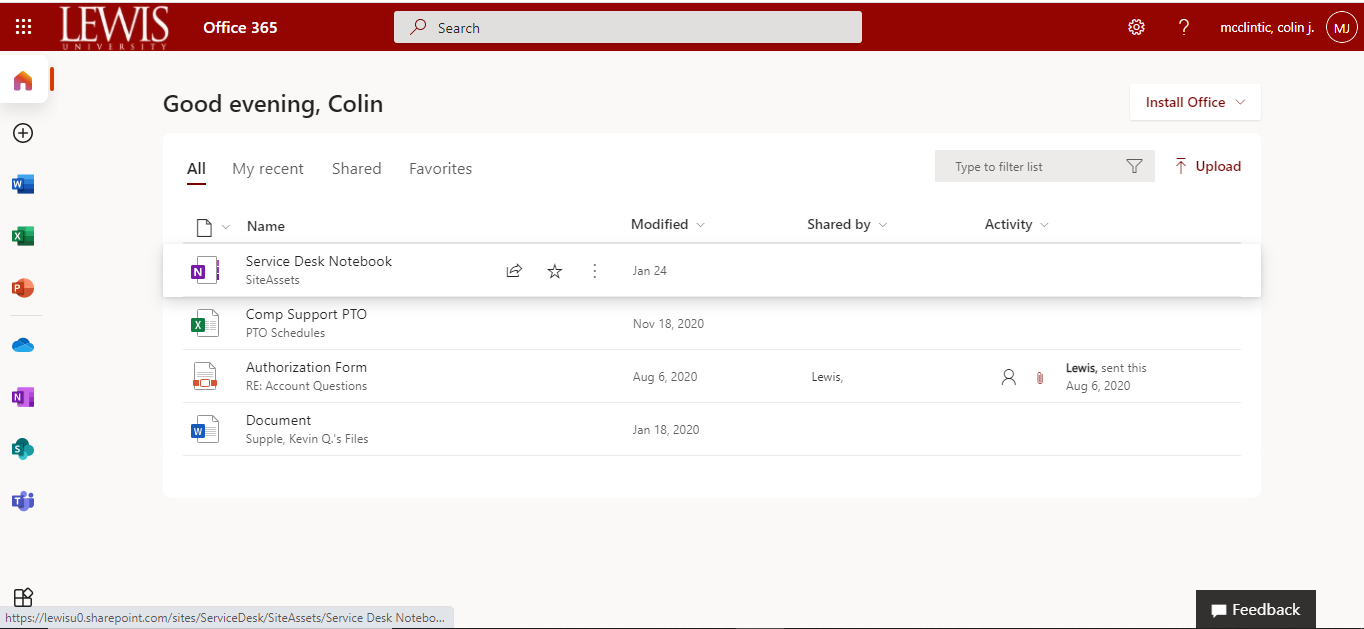 LEWIS
UNIVERSITY
Office 365
Search
mcclintic, colin j.
MJ
Good evening, Colin
Install Office
All My recent Shared Favorites
Type to filter list
Upload
Name Modified Shared by Activity
Service Desk Notebook
SiteAssets
Jan 24
Comp Support PTO
PTO Schedules
Nov 18, 2020
Authorization Form
RE: Account Questions
Aug 6, 2020
Lewis,
Lewis, sent this
Aug 6, 2020
Document
Supple, Kevin Q.'s Files
Jan 18, 2020
Feedback
https://lewisu0.sharepoint.com/sites/ServiceDesk/SiteAssets/Service Desk Notebo...